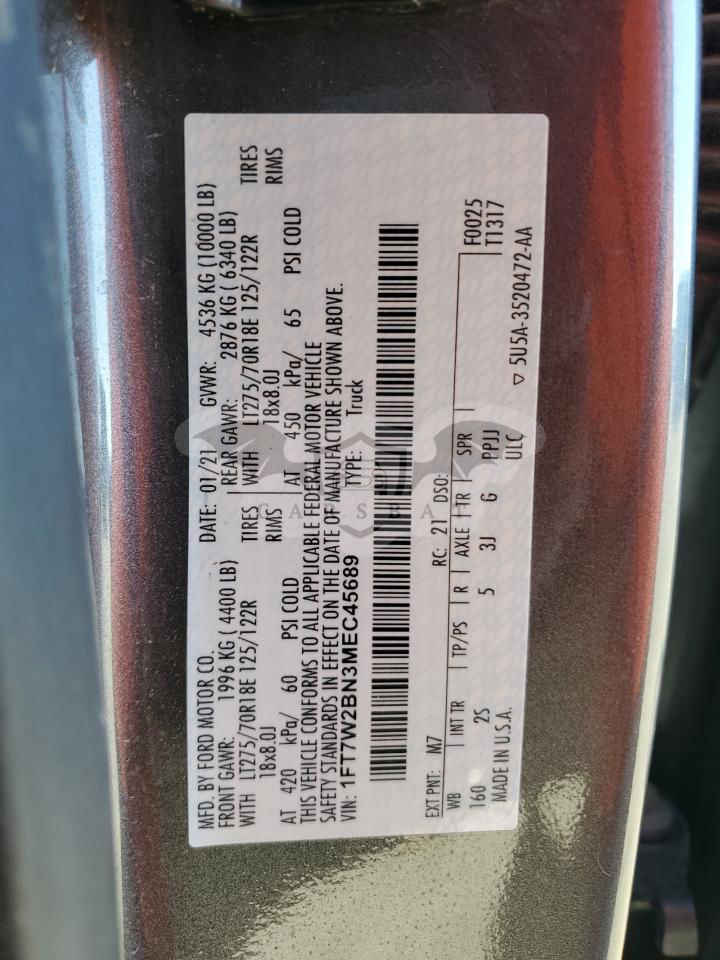 MFD. BY FORD MOTOR CO. DATE: 01/21 GVWR: 4536 KG (10000 LB)
FRONT GAWR: 1996 KG ( 4400 LB) REAR GAWR: 2876 KG ( 6340 LB)
WITH LT275/70R18E 125/122R TIRES WITH LT275/70R18E 125/122R TIRES
18x8.0J RIMS 18x8.0J RIMS
AT 420 kPa/ 60 PSI COLD AT 450 kPa/ 65 PSI COLD
THIS VEHICLE CONFORMS TO ALL APPLICABLE FEDERAL MOTOR VEHICLE
SAFETY STANDARDS IN EFFECT ON THE DATE OF MANUFACTURE SHOWN ABOVE.
VIN: 1FT7W2BN3MEC45689 TYPE: Truck
EXT PNT: M7 RC: 21 DSO:
WB INT TR TP/PS R AXLE TR SPR F0025
160 2S 5 3J G PPJJ T1317
MADE IN U.S.A. ULC
▽ 5U5A-3520472-AA